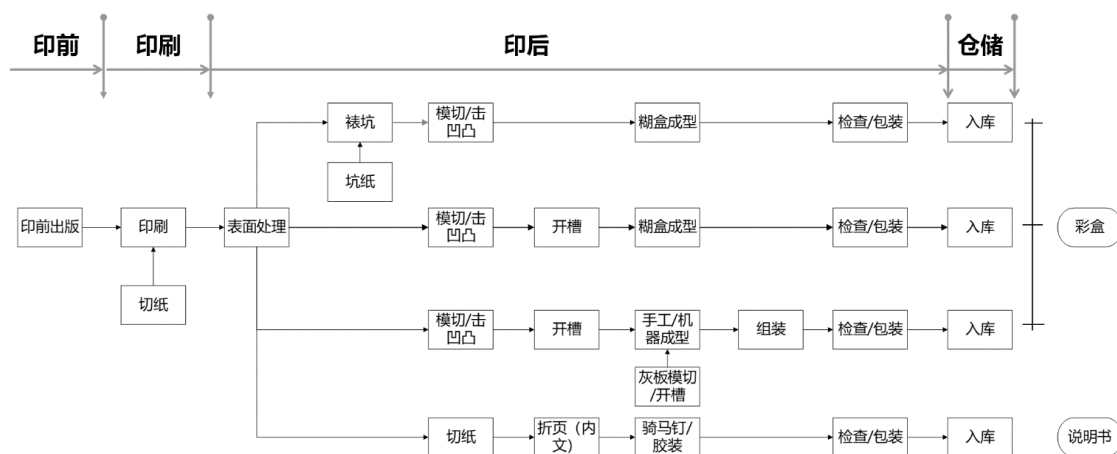 印前
印刷
印后
仓储
裱坑
模切/击
凹凸
糊盒成型
检查/包装
入库
坑纸
印前出版
印刷
表面处理
模切/击
凹凸
开槽
糊盒成型
检查/包装
入库
彩盒
切纸
模切/击
凹凸
开槽
手工/机
器成型
组装
检查/包装
入库
灰板模切
/开槽
切纸
折页（内
文）
骑马钉/
胶装
检查/包装
入库
说明书